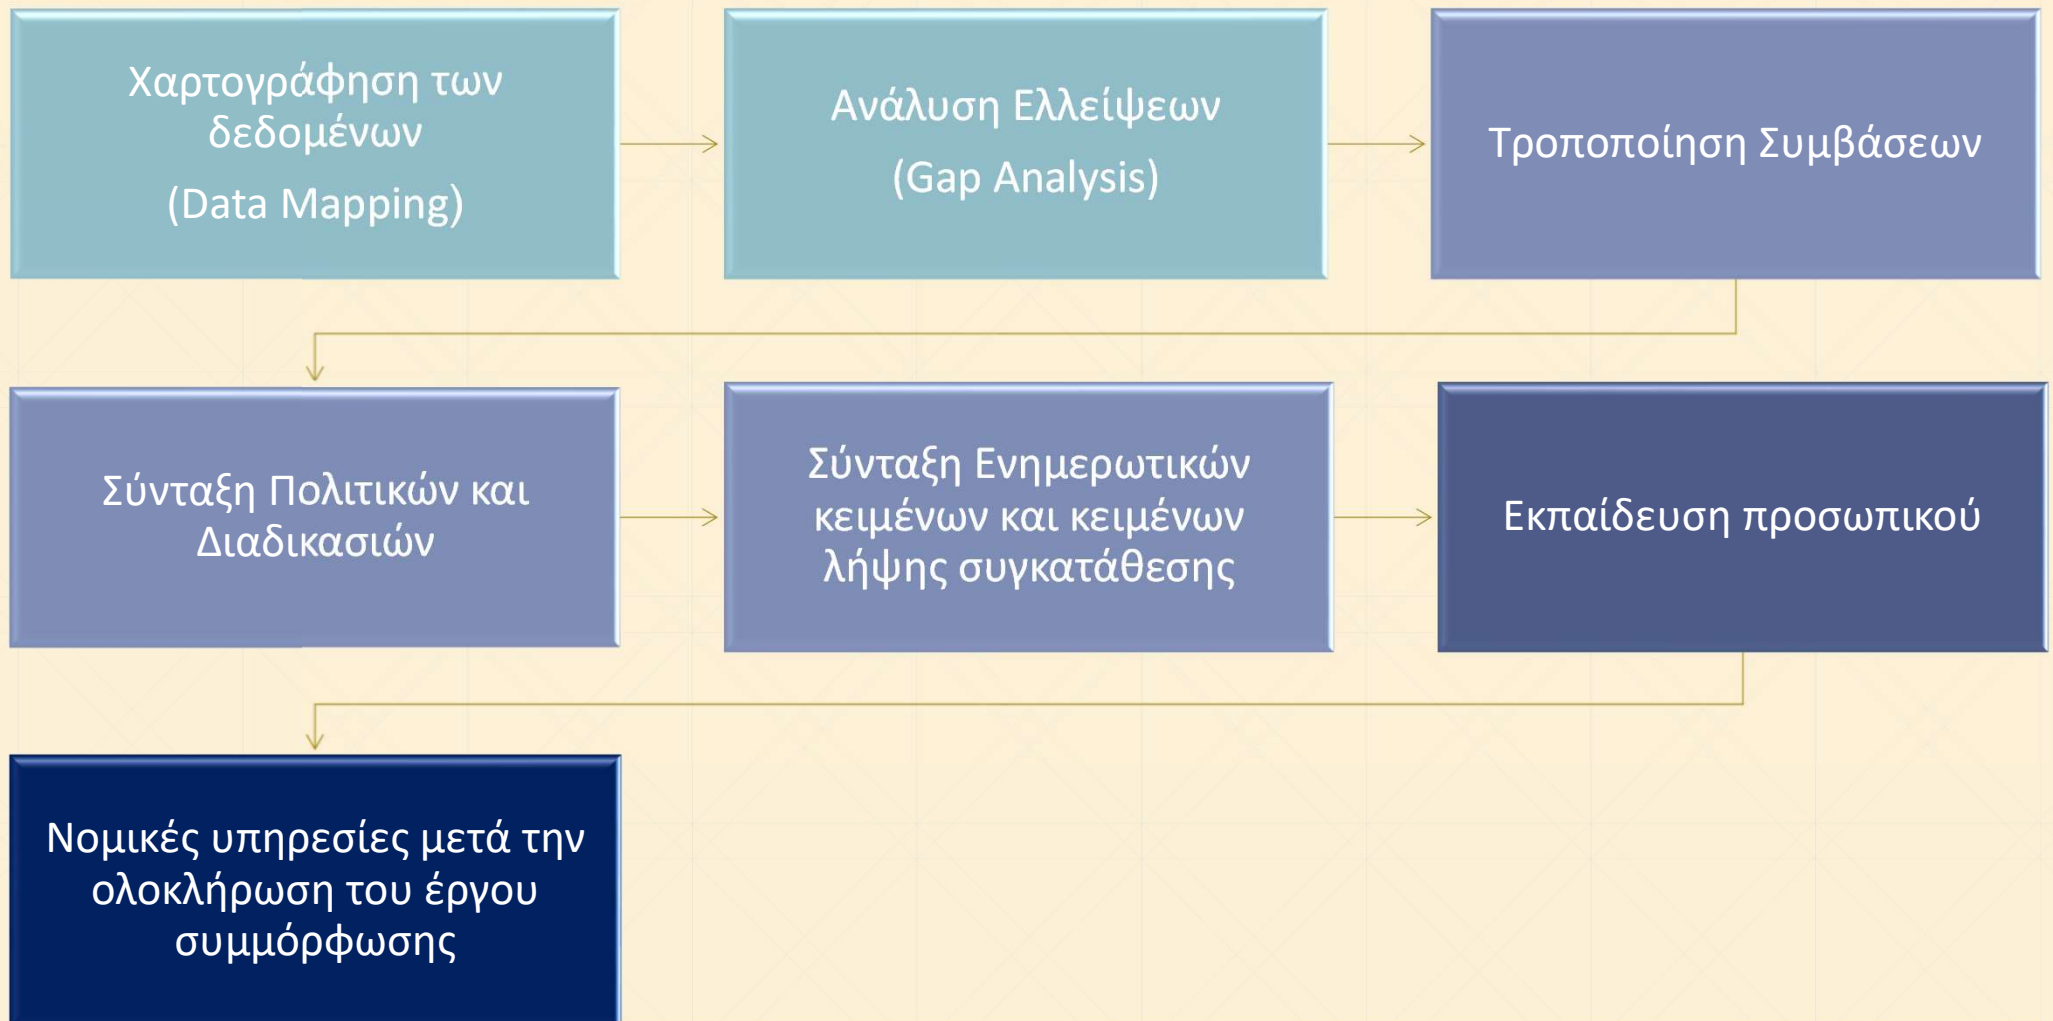 Χαρτογράφηση των
δεδομένων
(Data Mapping)
Ανάλυση Ελλείψεων
(Gap Analysis)
Τροποποίηση Συμβάσεων
Σύνταξη Πολιτικών και
Διαδικασιών
Σύνταξη Ενημερωτικών
κειμένων και κειμένων
λήψης συγκατάθεσης
Εκπαίδευση προσωπικού
Νομικές υπηρεσίες μετά την
ολοκλήρωση του έργου
συμμόρφωσης